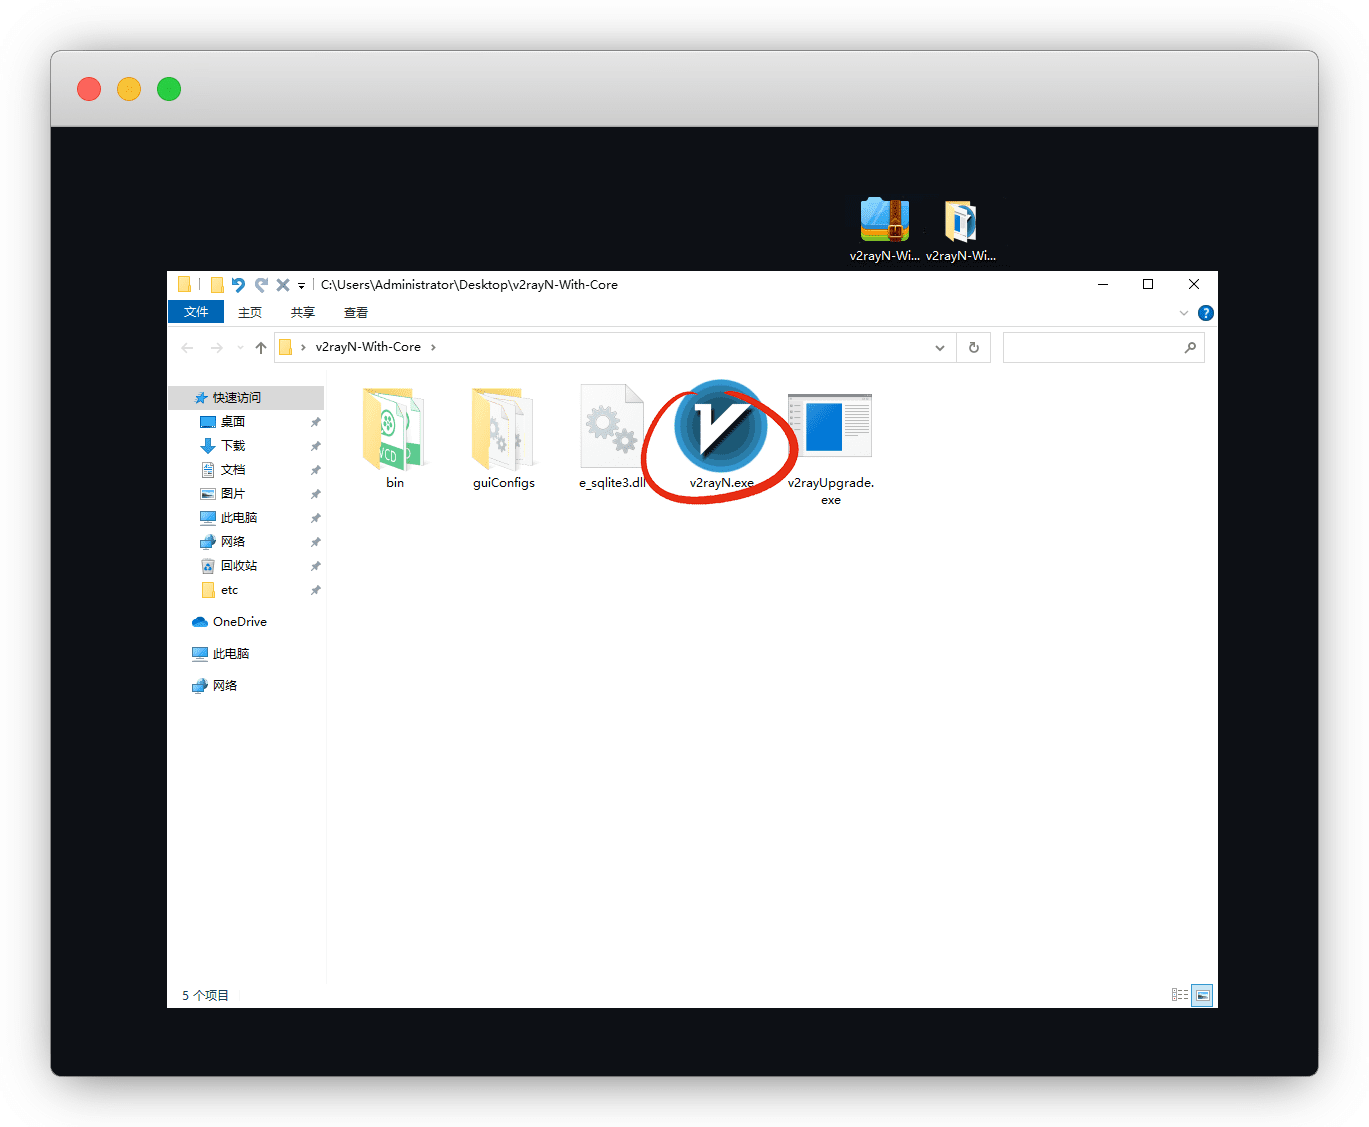 v2rayN-Wi... v2rayN-Wi...
C:\Users\Administrator\Desktop\v2rayN-With-Core
文件 主页 共享 查看
v2rayN-With-Core
快速访问
桌面
下载
文档
图片
此电脑
网络
回收站
etc
OneDrive
此电脑
网络
VCD
bin guiConfigs e_sqlite3.dll v2rayN.exe v2rayUpgrade.
exe
5 个项目